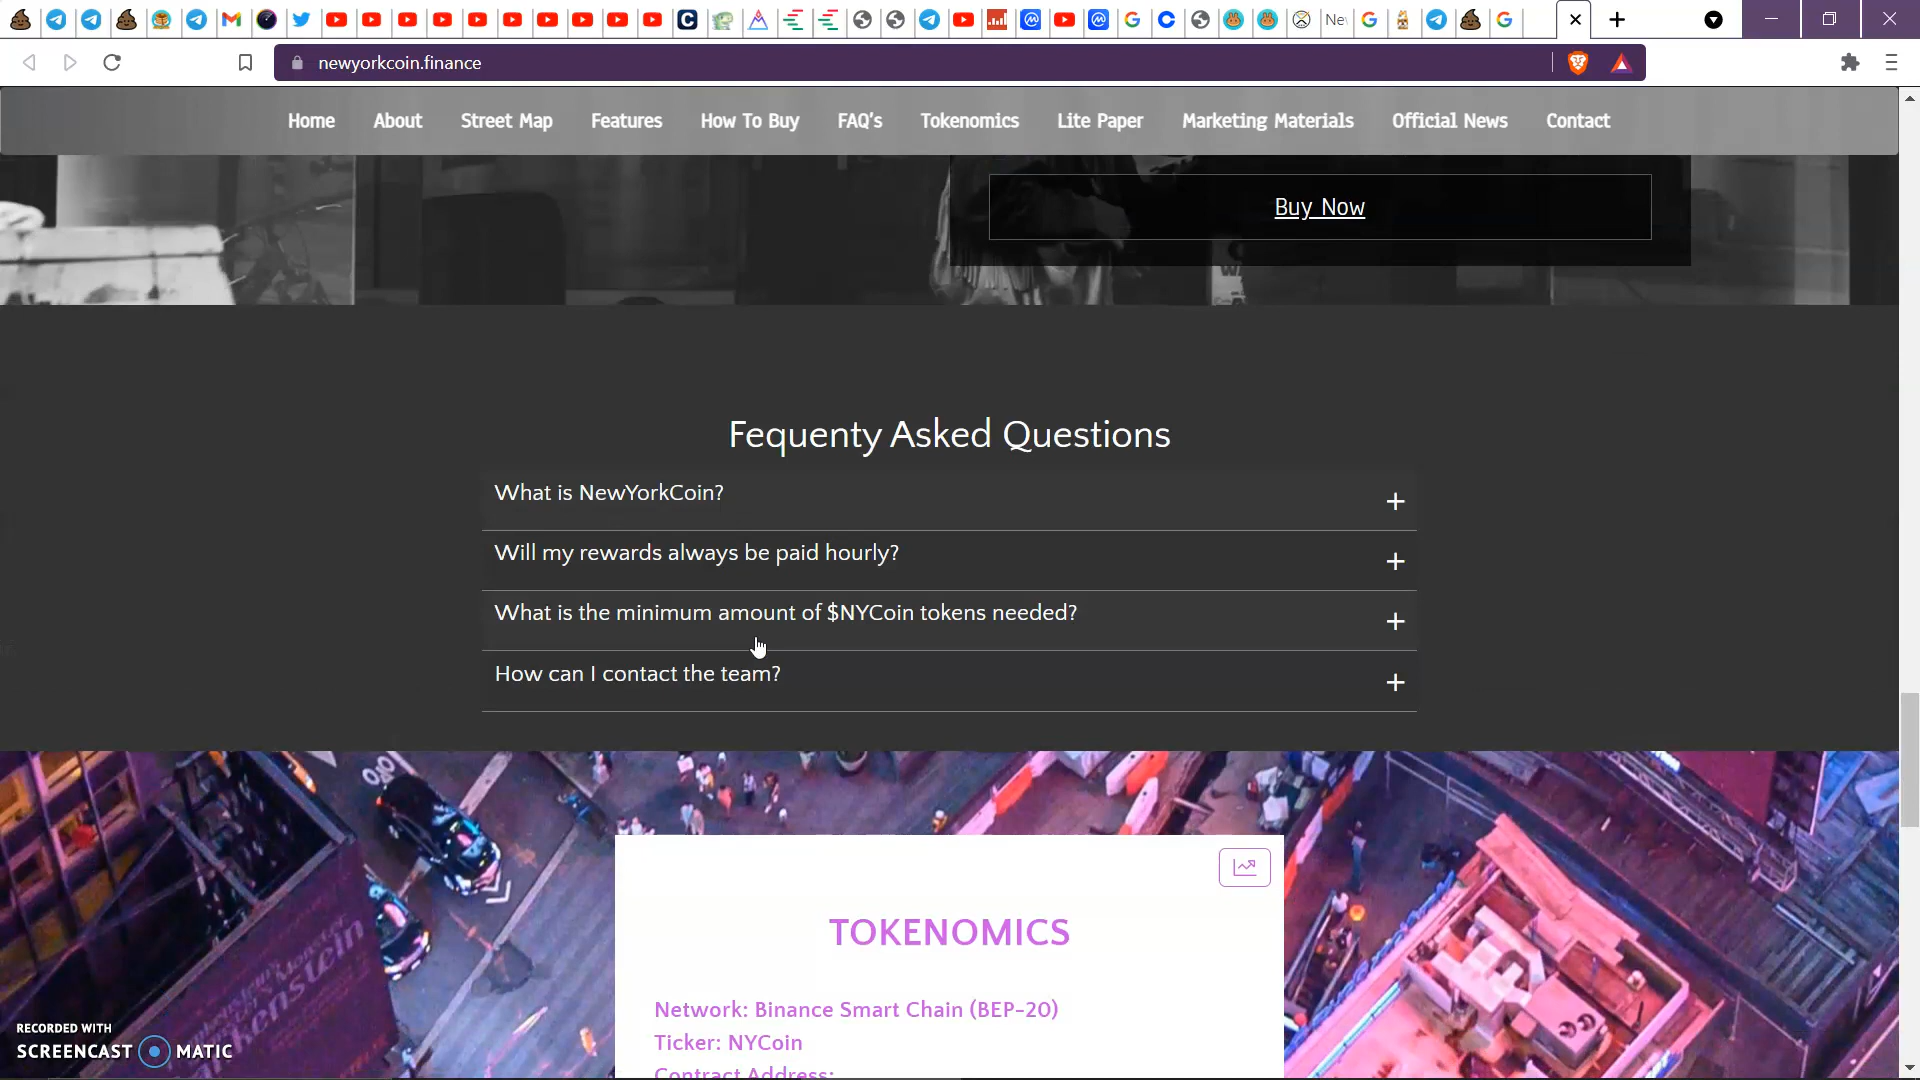 Nev
newyorkcoin.finance
Home About Street Map Features How To Buy FAQ's Tokenomics Lite Paper Marketing Materials Official News Contact
Buy Now
Fequenty Asked Questions
What is NewYorkCoin?
Will my rewards always be paid hourly?
What is the minimum amount of $NYCoin tokens needed?
How can I contact the team?
TOKENOMICS
Network: Binance Smart Chain (BEP-20)
Ticker: NYCoin
Contract Address:
RECORDED WITH
SCREENCAST MATIC